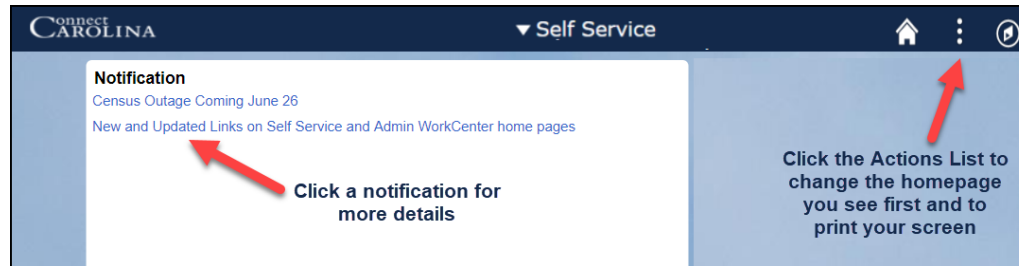 Connect CAROLINA
Self Service
Notification
Census Outage Coming June 26
New and Updated Links on Self Service and Admin WorkCenter home pages
Click a notification for
more details
Click the Actions List to
change the homepage
you see first and to
print your screen